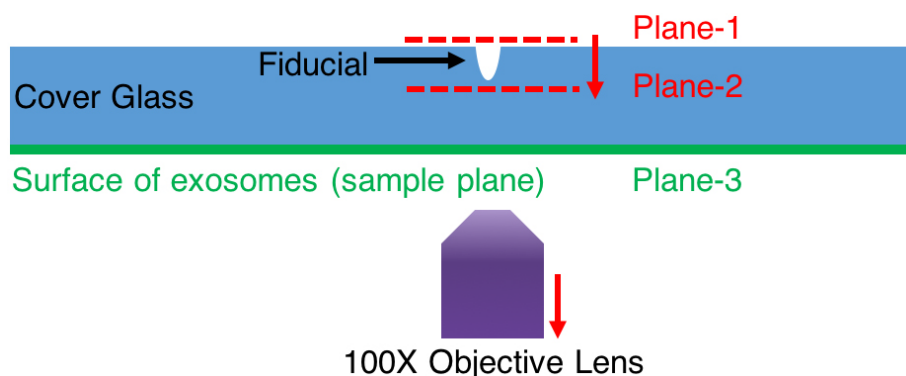 Plane-1
Fiducial
Plane-2
Cover Glass
Surface of exosomes (sample plane) Plane-3
100X Objective Lens